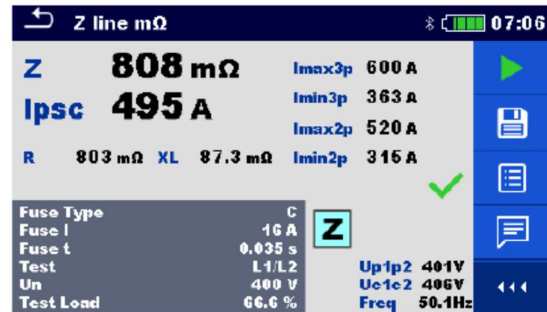 Z line mΩ 07:06
Z 808 mΩ
Ipsc 495 A
R 803 mΩ XL 87.3 mΩ
Imax3p 600 A
Imin3p 363 A
Imax2p 520 A
Imin2p 315 A
Fuse Type C
Fuse I 16 A
Fuse t 0.035 s
Test L1/L2
Un 400 V
Test Load 66.6 %
Z
Up1p2 401V
Ue1e2 406V
Freq 50.1Hz